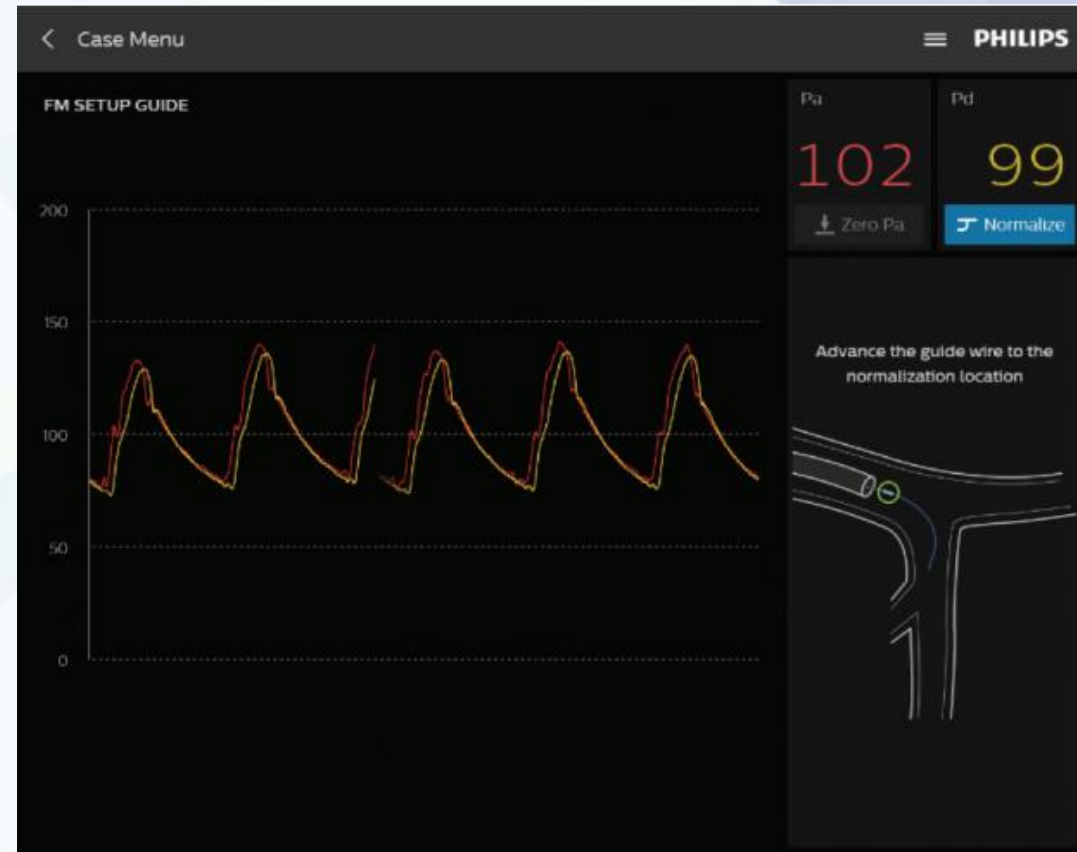 Case Menu
PHILIPS
FM SETUP GUIDE
Pa
102
Zero Pa
Pd
99
Normalize
200
150
100
50
0
Advance the guide wire to the
normalization location